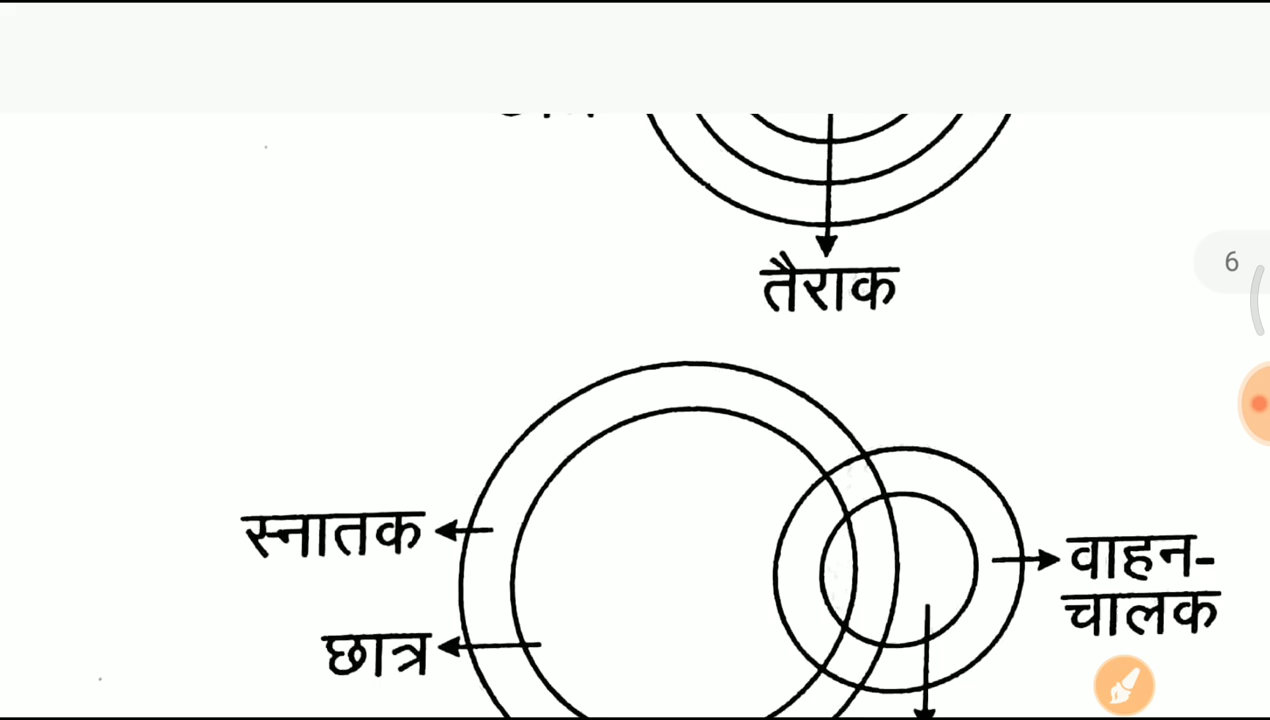 तैराक
6
स्नातक
वाहन-
चालक
छात्र